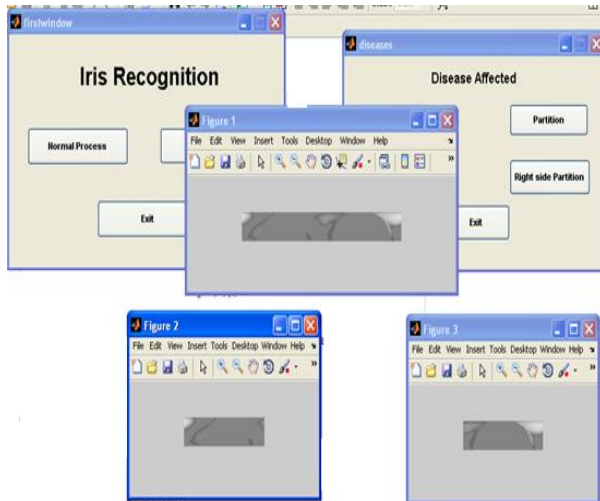 firstwindow
Iris Recognition
Normal Process
Exit
diseases
Disease Affected
Partition
Right side Partition
Exit
Figure 1
File Edit View Insert Tools Desktop Window Help
Figure 2
File Edit View Insert Tools Desktop Window Help
Figure 3
File Edit View Insert Tools Desktop Window Help